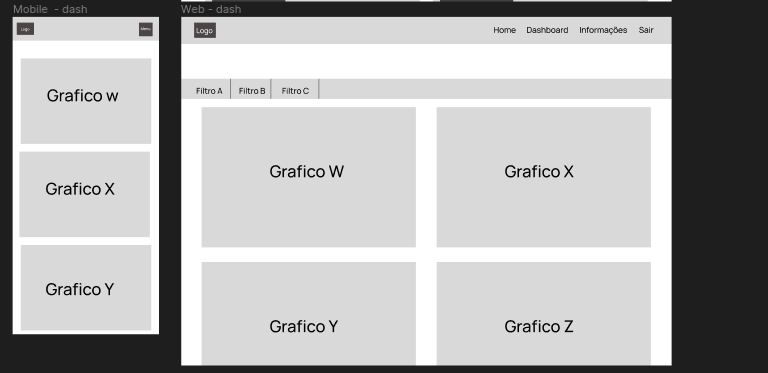 Mobile - dash
Logo
Menu
Grafico w
Grafico X
Grafico Y
Web - dash
Logo
Home Dashboard Informações Sair
Filtro A Filtro B Filtro C
Grafico W
Grafico X
Grafico Y
Grafico Z